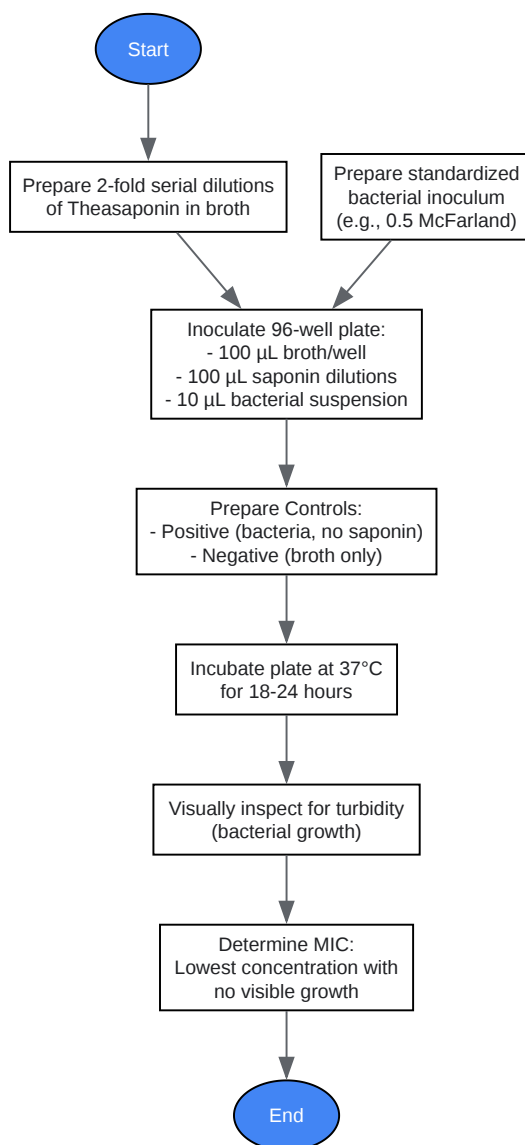 Start
Prepare 2-fold serial dilutions
of Theasaponin in broth
Prepare standardized
bacterial inoculum
(e.g., 0.5 McFarland)
Inoculate 96-well plate:
- 100 µL broth/well
- 100 µL saponin dilutions
- 10 µL bacterial suspension
Prepare Controls:
- Positive (bacteria, no saponin)
- Negative (broth only)
Incubate plate at 37°C
for 18-24 hours
Visually inspect for turbidity
(bacterial growth)
Determine MIC:
Lowest concentration with
no visible growth
End